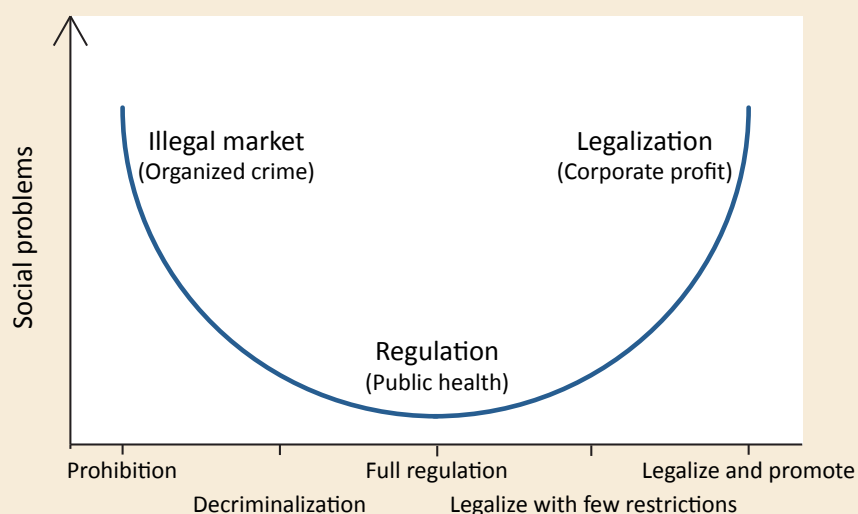 Social problems
Illegal market
(Organized crime)
Legalization
(Corporate profit)
Regulation
(Public health)
Prohibition
Full regulation
Legalize and promote
Decriminalization
Legalize with few restrictions